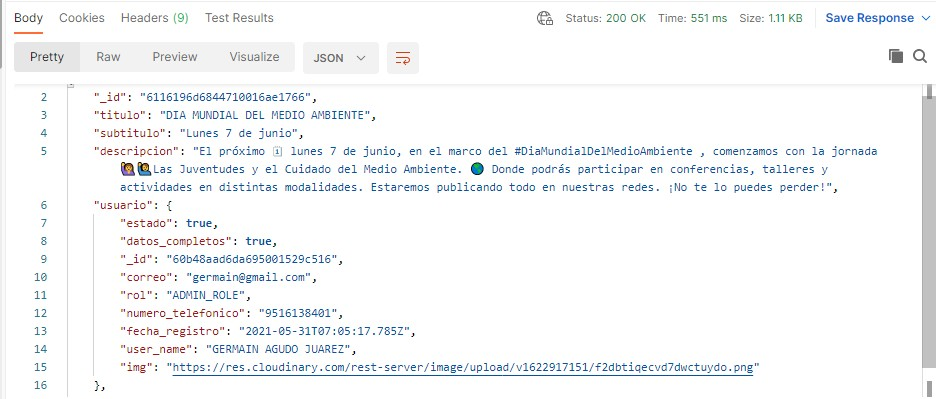 Body Cookies Headers (9) Test Results Status: 200 OK Time: 551 ms Size: 1.11 KB Save Response
Pretty Raw Preview Visualize JSON
2 "_id": "6116196d6844710016ae1766",
3 "titulo": "DIA MUNDIAL DEL MEDIO AMBIENTE",
4 "subtitulo": "Lunes 7 de junio",
5 "descripcion": "El próximo 🗓 lunes 7 de junio, en el marco del #DiaMundialDelMedioAmbiente , comenzamos con la jornada
🙋🙋‍♂️Las Juventudes y el Cuidado del Medio Ambiente. 🌎 Donde podrás participar en conferencias, talleres y
actividades en distintas modalidades. Estaremos publicando todo en nuestras redes. ¡No te lo puedes perder!",
6 "usuario": {
7 "estado": true,
8 "datos_completos": true,
9 "_id": "60b48aad6da695001529c516",
10 "correo": "germain@gmail.com",
11 "rol": "ADMIN_ROLE",
12 "numero_telefonico": "9516138401",
13 "fecha_registro": "2021-05-31T07:05:17.785Z",
14 "user_name": "GERMAIN AGUDO JUAREZ",
15 "img": "https://res.cloudinary.com/rest-server/image/upload/v1622917151/f2dbtiqecvd7dwctuydo.png"
16 },